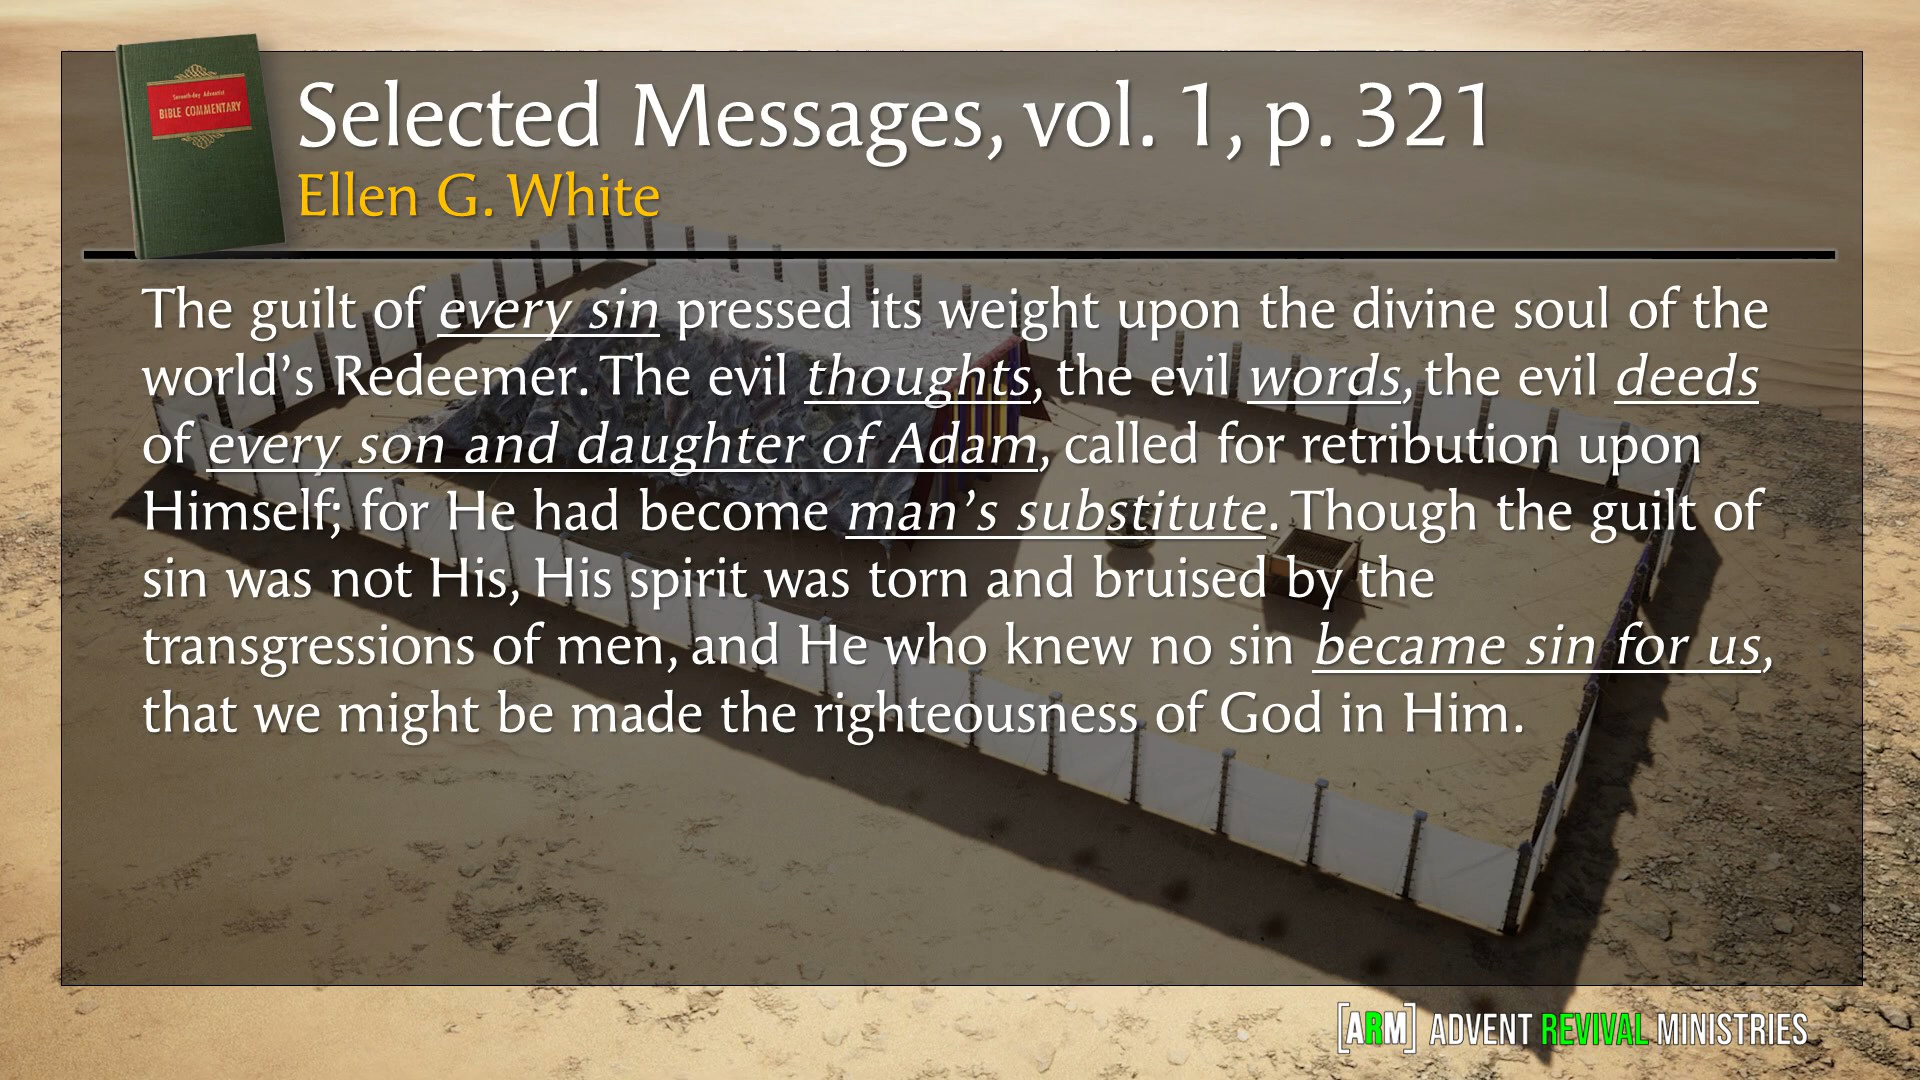 Seventh-day Adventist
BIBLE COMMENTARY
Selected Messages, vol. 1, p. 321
Ellen G. White
The guilt of every sin pressed its weight upon the divine soul of the
world’s Redeemer. The evil thoughts, the evil words, the evil deeds
of every son and daughter of Adam, called for retribution upon
Himself; for He had become man’s substitute. Though the guilt of
sin was not His, His spirit was torn and bruised by the
transgressions of men, and He who knew no sin became sin for us,
that we might be made the righteousness of God in Him.
[ARM] ADVENT REVIVAL MINISTRIES